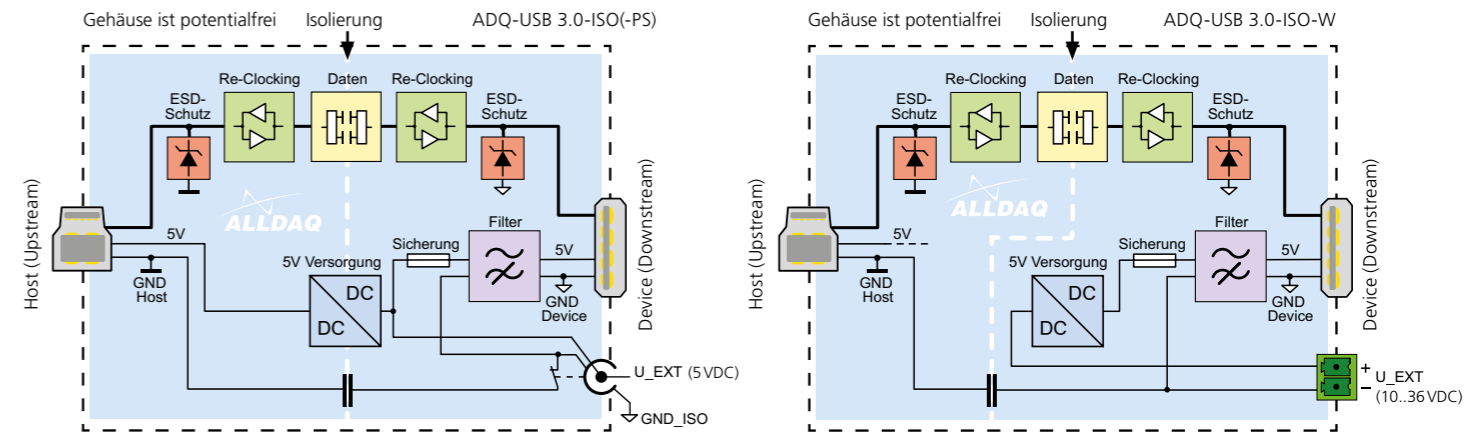 Gehäuse ist potentialfrei
Isolierung
ADQ-USB 3.0-ISO(-PS)
Re-Clocking
Daten
Re-Clocking
ESD-
Schutz
ESD-
Schutz
ALLDAQ
Host (Upstream)
Device (Downstream)
5V
GND
Host
5V Versorgung
DC
DC
Sicherung
Filter
5V
GND
Device
U_EXT (5 VDC)
GND_ISO
Gehäuse ist potentialfrei
Isolierung
ADQ-USB 3.0-ISO-W
Re-Clocking
Daten
Re-Clocking
ESD-
Schutz
ESD-
Schutz
ALLDAQ
Host (Upstream)
Device (Downstream)
5V
GND
Host
5V Versorgung
DC
DC
Sicherung
Filter
5V
GND
Device
+
U_EXT
–
(10..36 VDC)